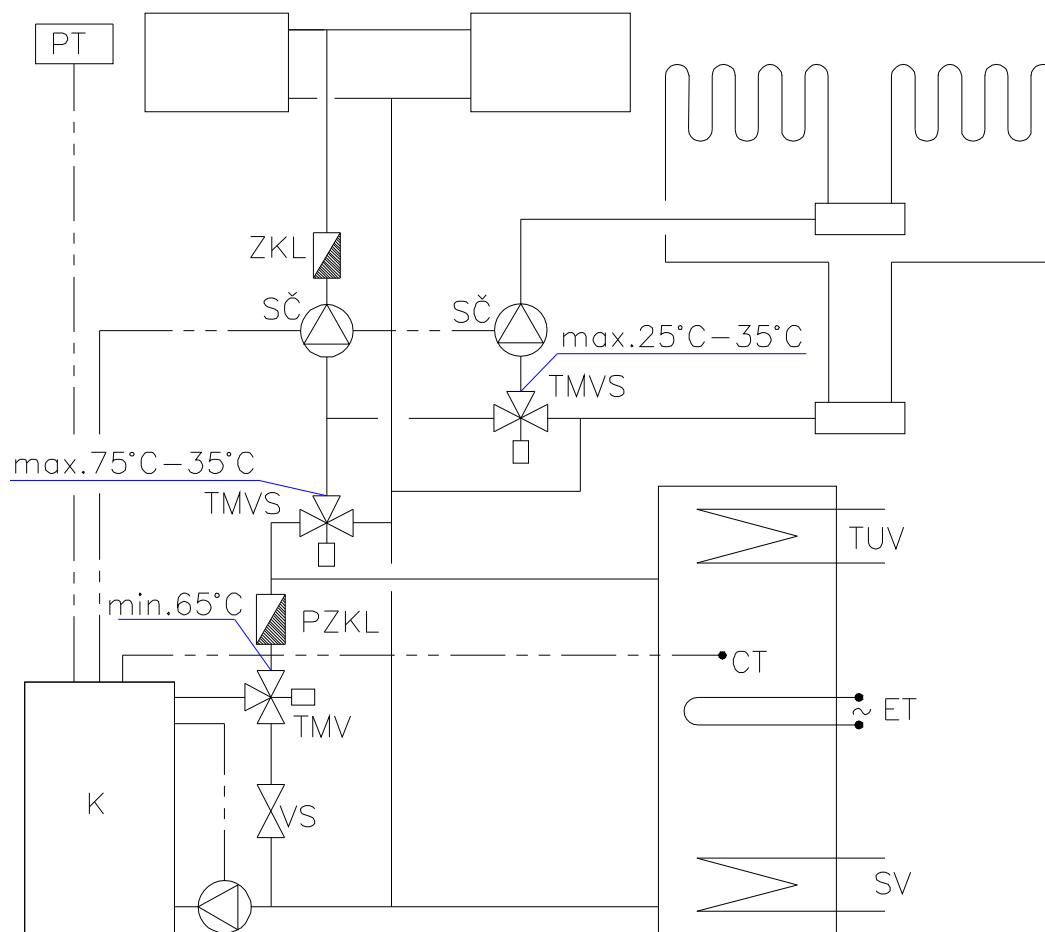 PT
ZKL
SČ
SČ
max.25°C-35°C
TMVS
max.75°C-35°C
TMVS
TUV
min.65°C
PZKL
CT
~ ET
TMV
K
VS
SV